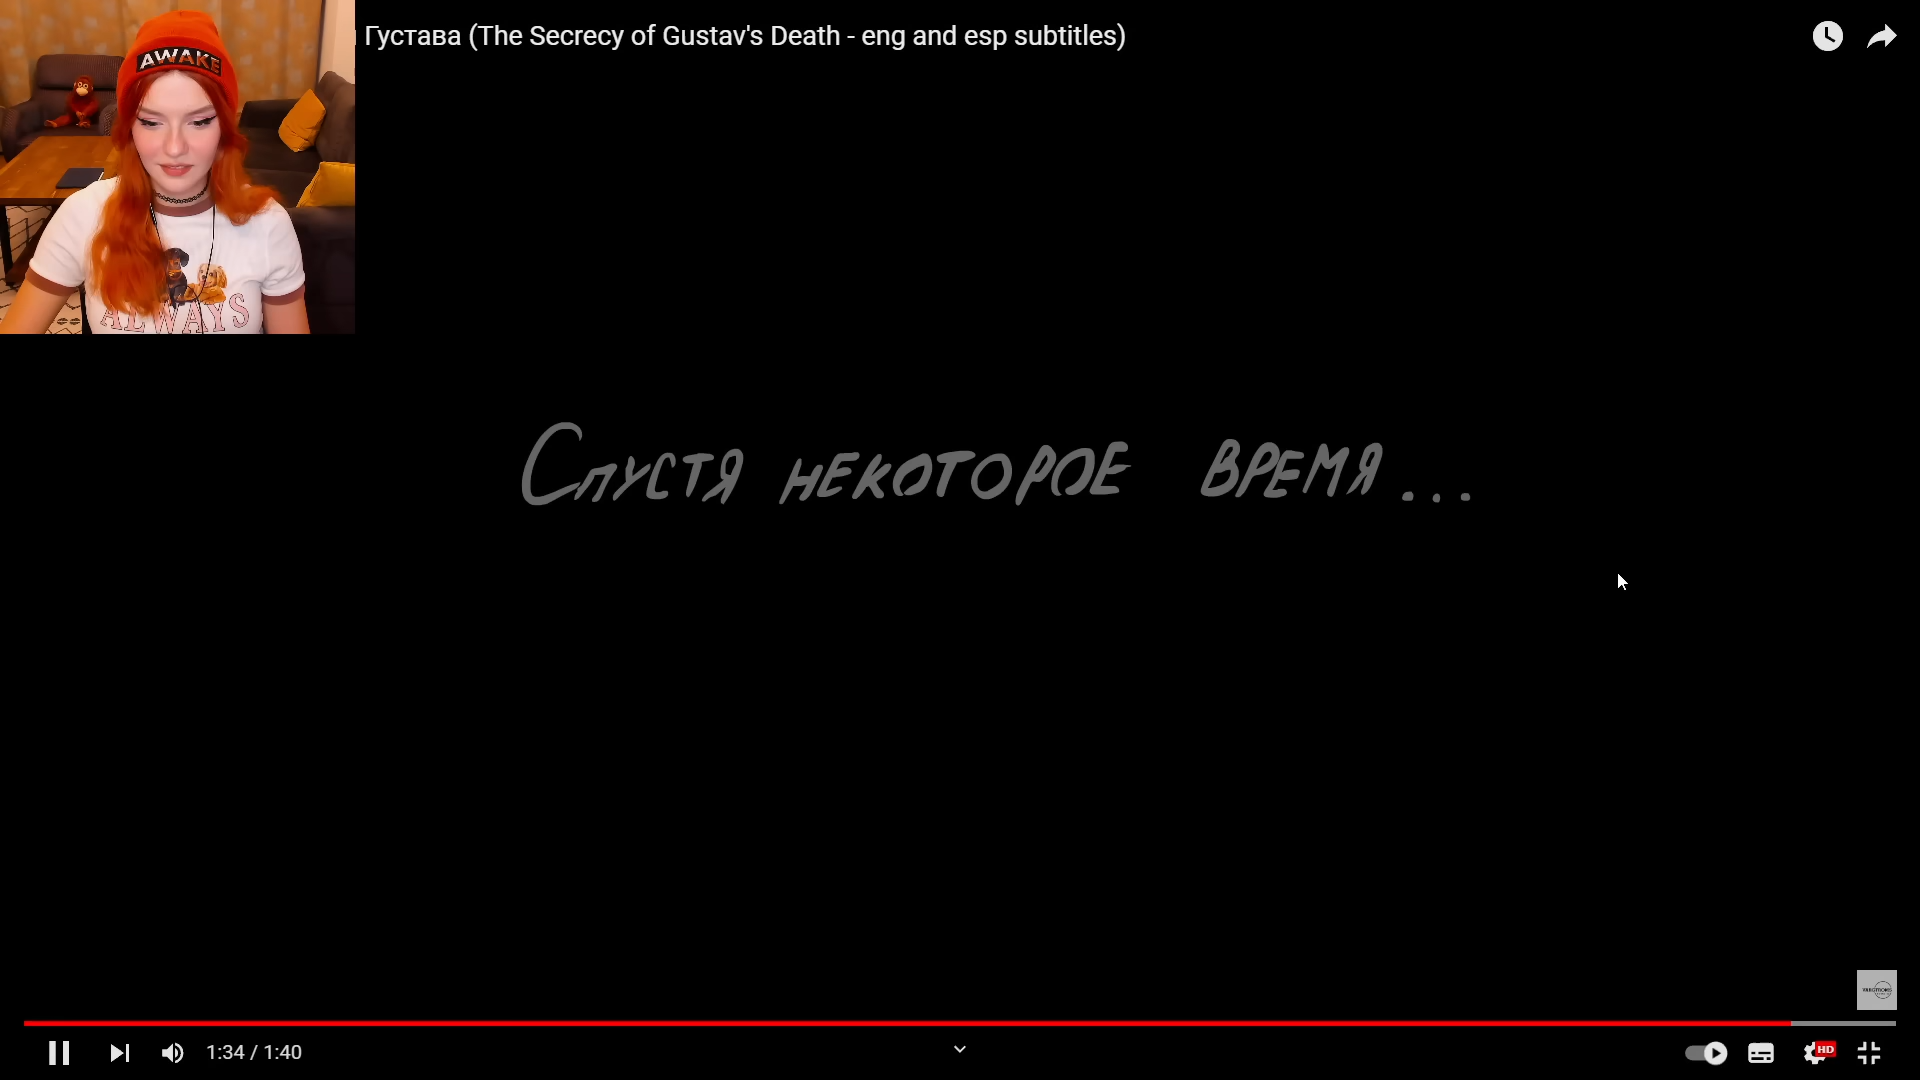 Густава (The Secrecy of Gustav's Death - eng and esp subtitles)
AWAKE
ALWAYS
Спустя некоторое время...
1:34 / 1:40
HD